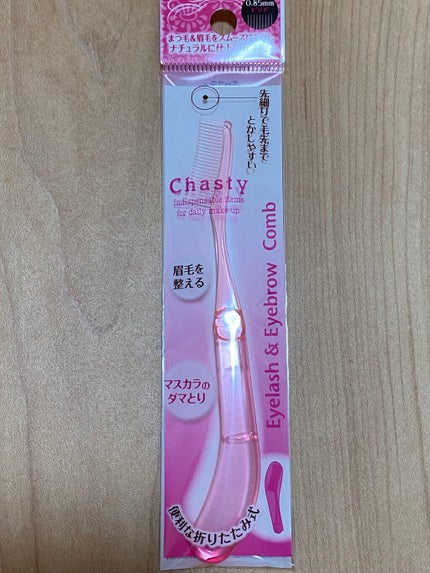 0.85mm
ピッチ
まつ毛&眉毛をスムーズに
ナチュラルに仕上
先細りで毛先まで
とかしやすい
Chasty
Indispensable items
for daily make-up.
眉毛を
整える
Eyelash & Eyebrow Comb
マスカラの
ダマとり
便利な折りたたみ式